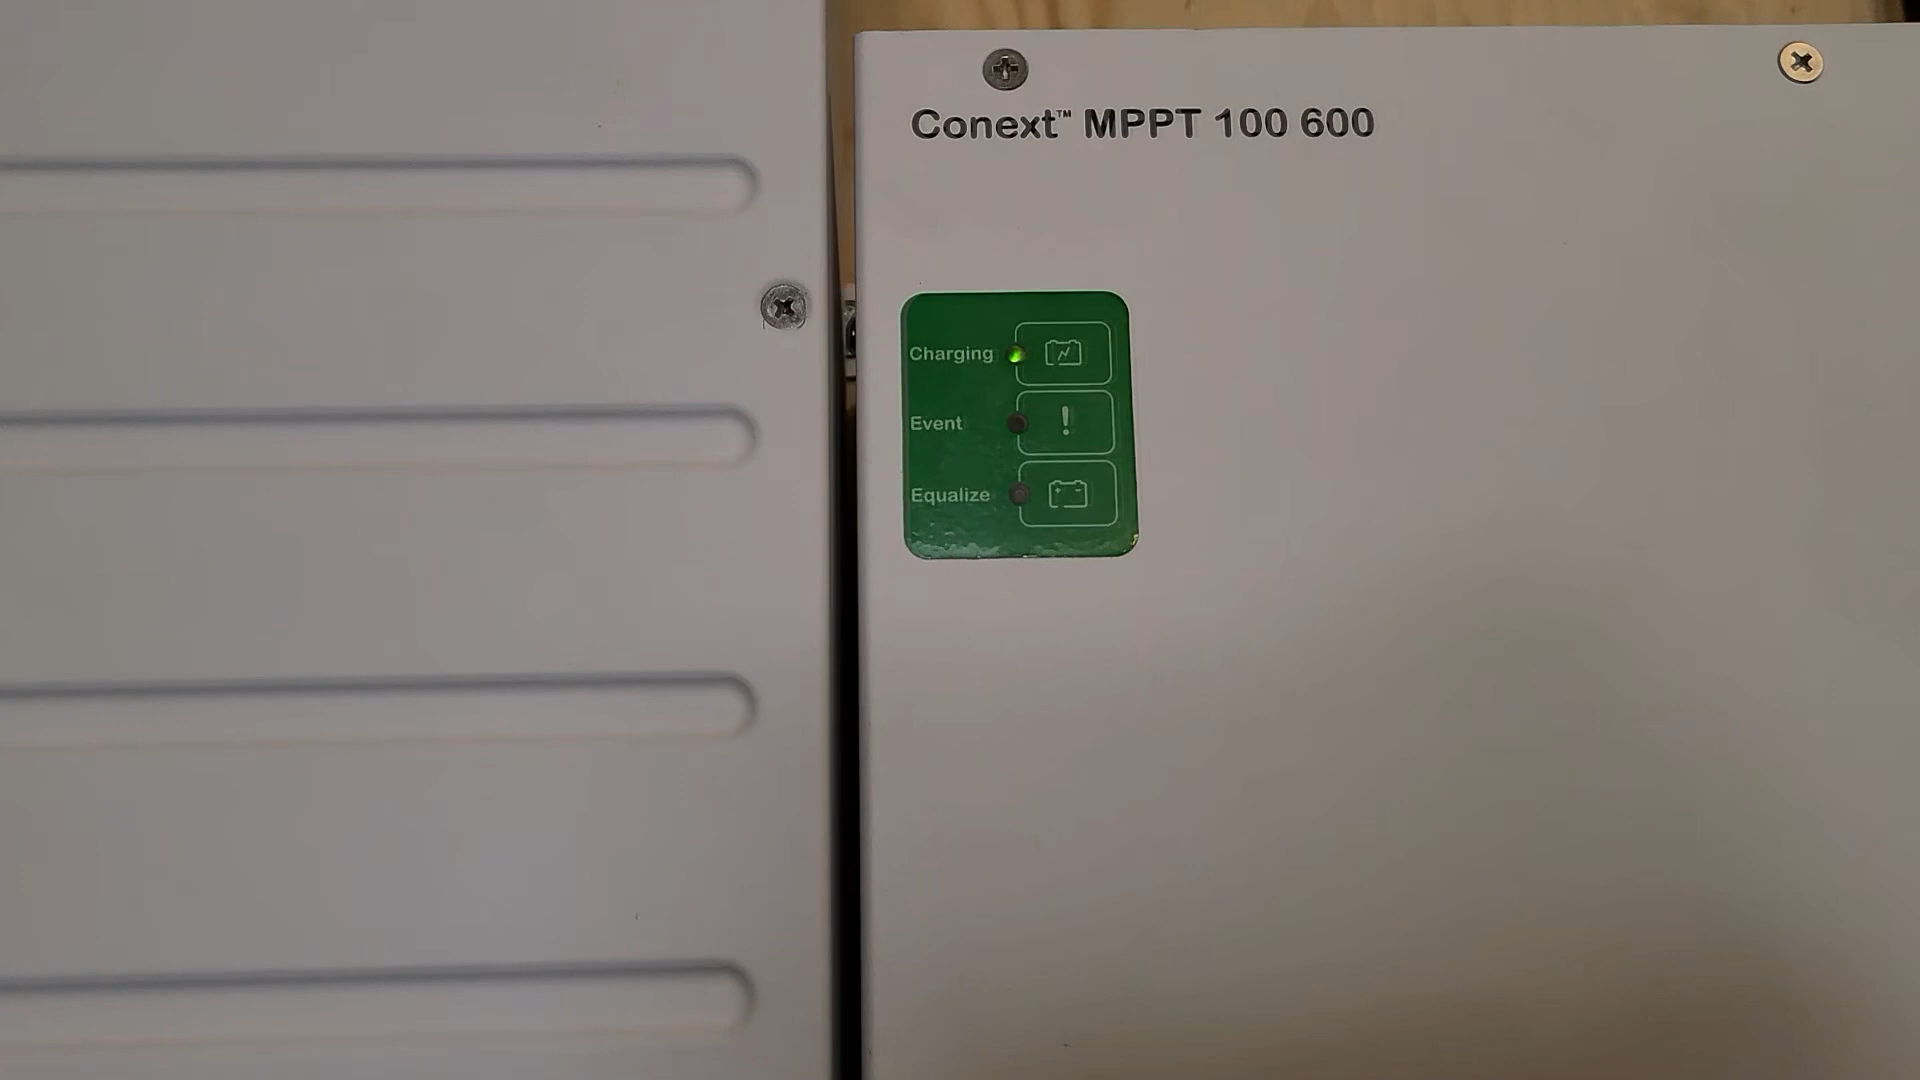 Conext™ MPPT 100 600
Charging
Event
!
Equalize